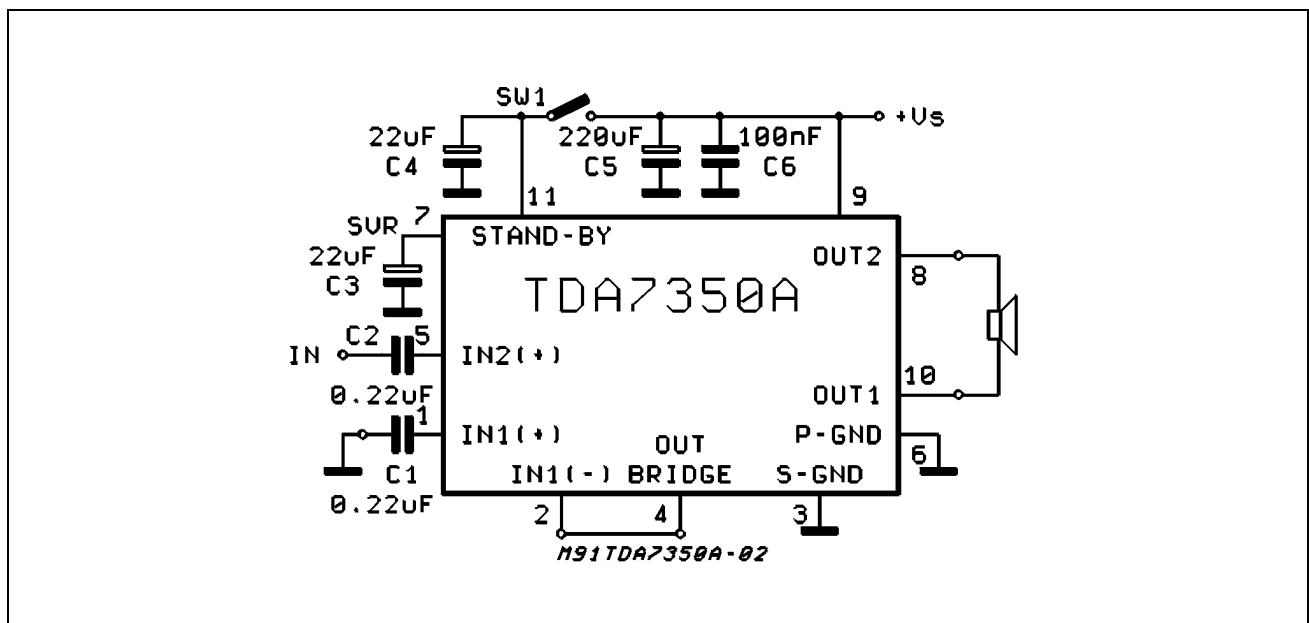 SW1
+Vs
22uF
220uF
100nF
C4
C5
C6
11
9
7
SVR
STAND-BY
22uF
C3
OUT2
8
TDA7350A
C2
5
IN
IN2(+)
0.22uF
10
OUT1
1
IN1(+)
OUT
P-GND
6
C1
IN1(-)
BRIDGE
S-GND
0.22uF
2
4
3
M91TDA7350A-02